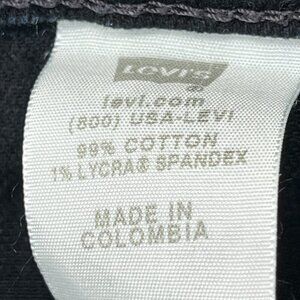 LEVI'S
®
levi.com
(800) USA-LEVI
99% COTTON
1% LYCRA® SPANDEX
MADE IN
COLOMBIA